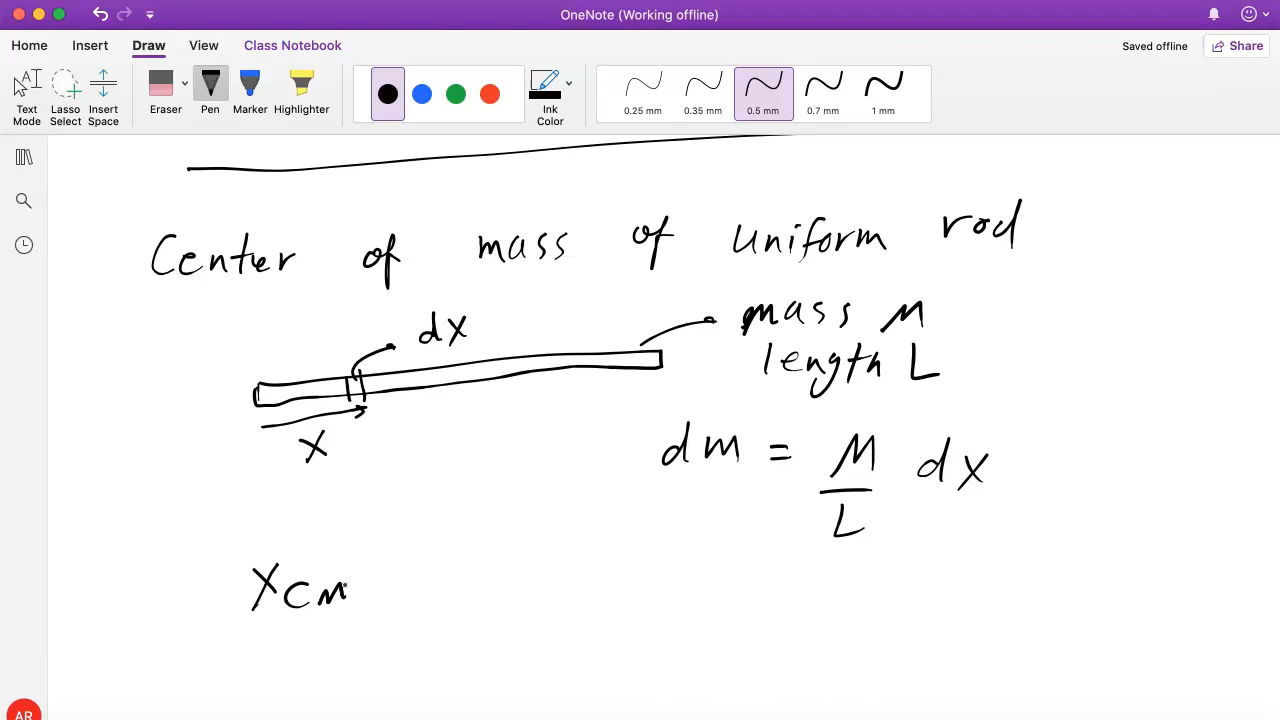 OneNote (Working offline)
Home Insert Draw View Class Notebook
Saved offline Share
Text Mode Lasso Select Insert Space Eraser Pen Marker Highlighter Ink Color 0.25 mm 0.35 mm 0.5 mm 0.7 mm 1 mm
Center of mass of uniform rod
dx
mass M
length L
x
dm = M/L dx
xcm
AR